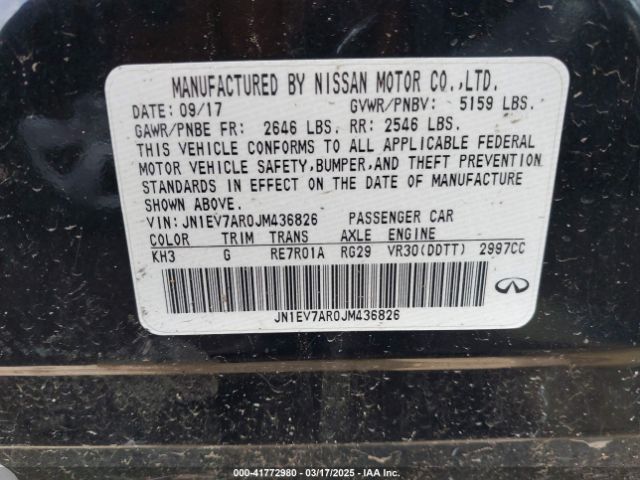 MANUFACTURED BY NISSAN MOTOR CO.,LTD.
DATE: 09/17 GVWR/PNBV: 5159 LBS.
GAWR/PNBE FR: 2646 LBS. RR: 2546 LBS.
THIS VEHICLE CONFORMS TO ALL APPLICABLE FEDERAL
MOTOR VEHICLE SAFETY,BUMPER,AND THEFT PREVENTION
STANDARDS IN EFFECT ON THE DATE OF MANUFACTURE
SHOWN ABOVE.
VIN:JN1EV7AR0JM436826 PASSENGER CAR
COLOR TRIM TRANS AXLE ENGINE
KH3 G RE7R01A RG29 VR30(DDTT) 2997CC
JN1EV7AR0JM436826
000-41772980 - 03/17/2025 - IAA Inc.